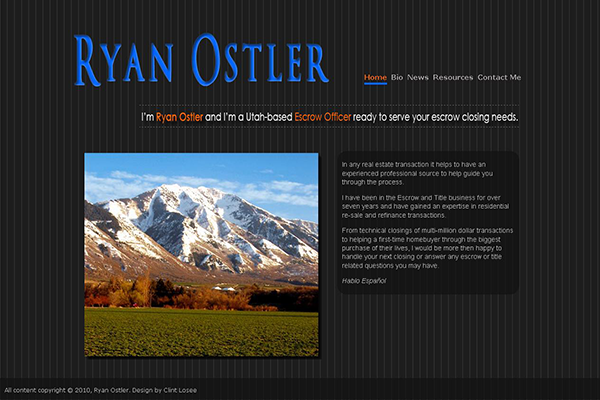 Ryan Ostler
Home Bio News Resources Contact Me
I'm Ryan Ostler and I'm a Utah-based Escrow Officer ready to serve your escrow closing needs.
In any real estate transaction it helps to have an
experienced professional source to help guide you
through the process.
I have been in the Escrow and Title business for over
seven years and have gained an expertise in residential
re-sale and refinance transactions.
From technical closings of multi-million dollar transactions
to helping a first-time homebuyer through the biggest
purchase of their lives, I would be more then happy to
handle your next closing or answer any escrow or title
related questions you may have.
Hablo Español
All content copyright © 2010, Ryan Ostler. Design by Clint Losee